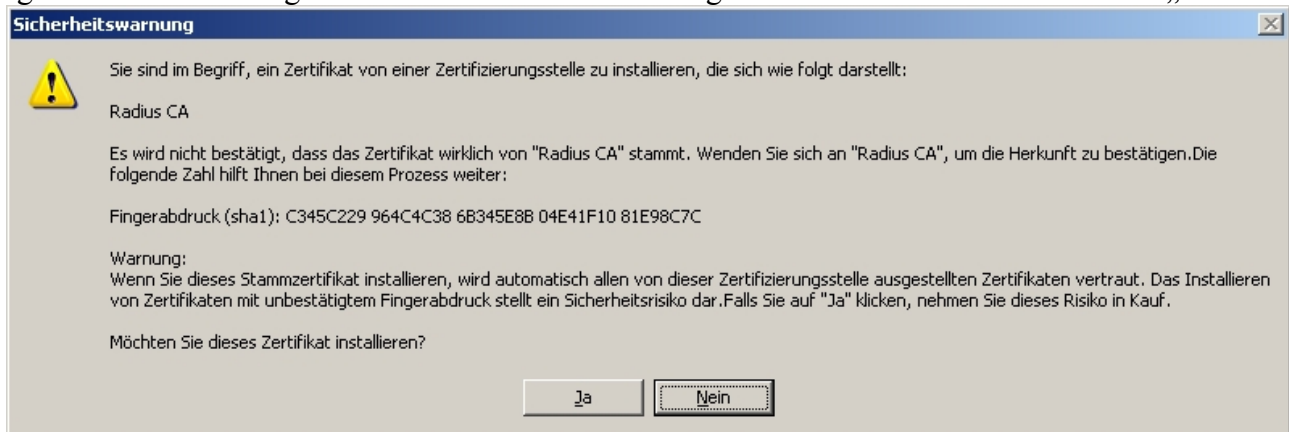 Sicherheitswarnung
Sie sind im Begriff, ein Zertifikat von einer Zertifizierungsstelle zu installieren, die sich wie folgt darstellt:
Radius CA
Es wird nicht bestätigt, dass das Zertifikat wirklich von "Radius CA" stammt. Wenden Sie sich an "Radius CA", um die Herkunft zu bestätigen.Die
folgende Zahl hilft Ihnen bei diesem Prozess weiter:
Fingerabdruck (sha1): C345C229 964C4C38 6B345E8B 04E41F10 81E98C7C
Warnung:
Wenn Sie dieses Stammzertifikat installieren, wird automatisch allen von dieser Zertifizierungsstelle ausgestellten Zertifikaten vertraut. Das Installieren
von Zertifikaten mit unbestätigtem Fingerabdruck stellt ein Sicherheitsrisiko dar.Falls Sie auf "Ja" klicken, nehmen Sie dieses Risiko in Kauf.
Möchten Sie dieses Zertifikat installieren?
Ja Nein